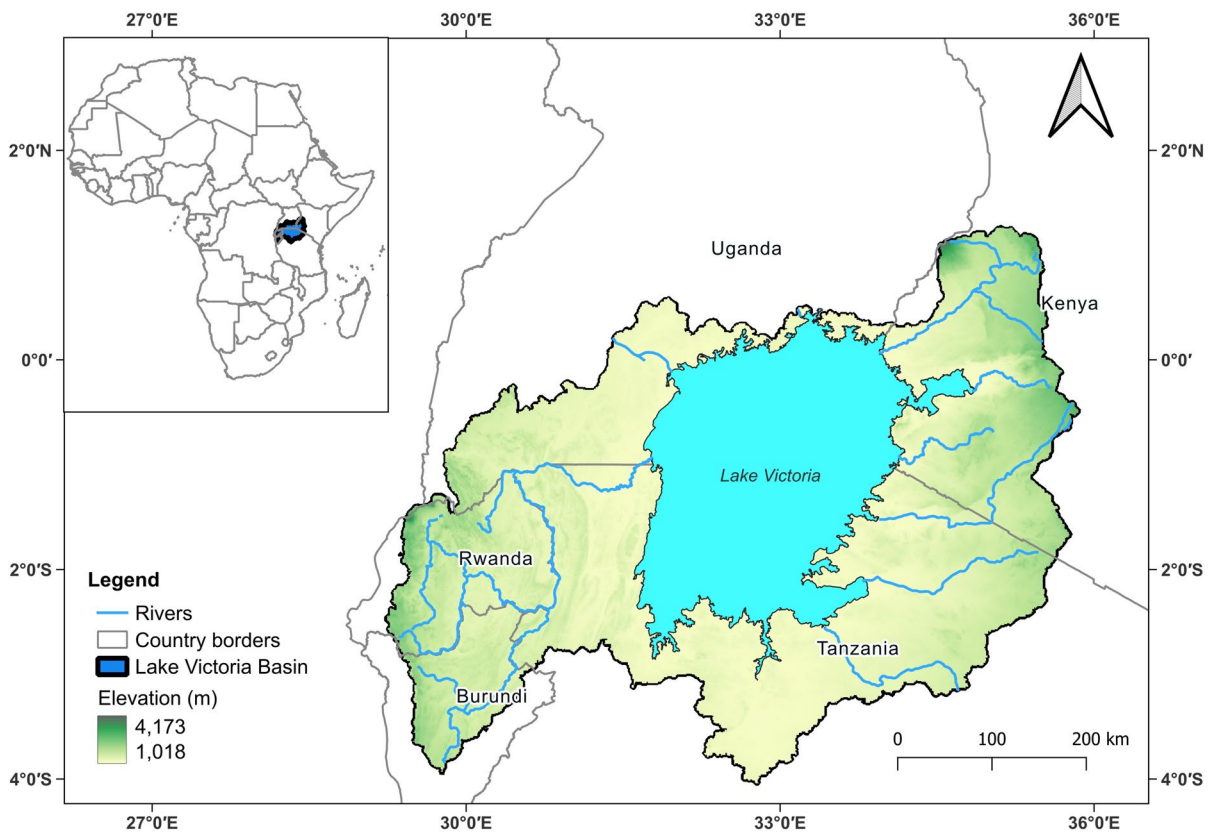 27°0′E 30°0′E 33°0′E 36°0′E
2°0′N 2°0′N
Uganda
Kenya
0°0′ 0°0′
Lake Victoria
Rwanda
2°0′S 2°0′S
Legend
Rivers
Country borders
Lake Victoria Basin
Elevation (m)
4,173
1,018
Tanzania
Burundi
0 100 200 km
4°0′S 4°0′S
27°0′E 30°0′E 33°0′E 36°0′E